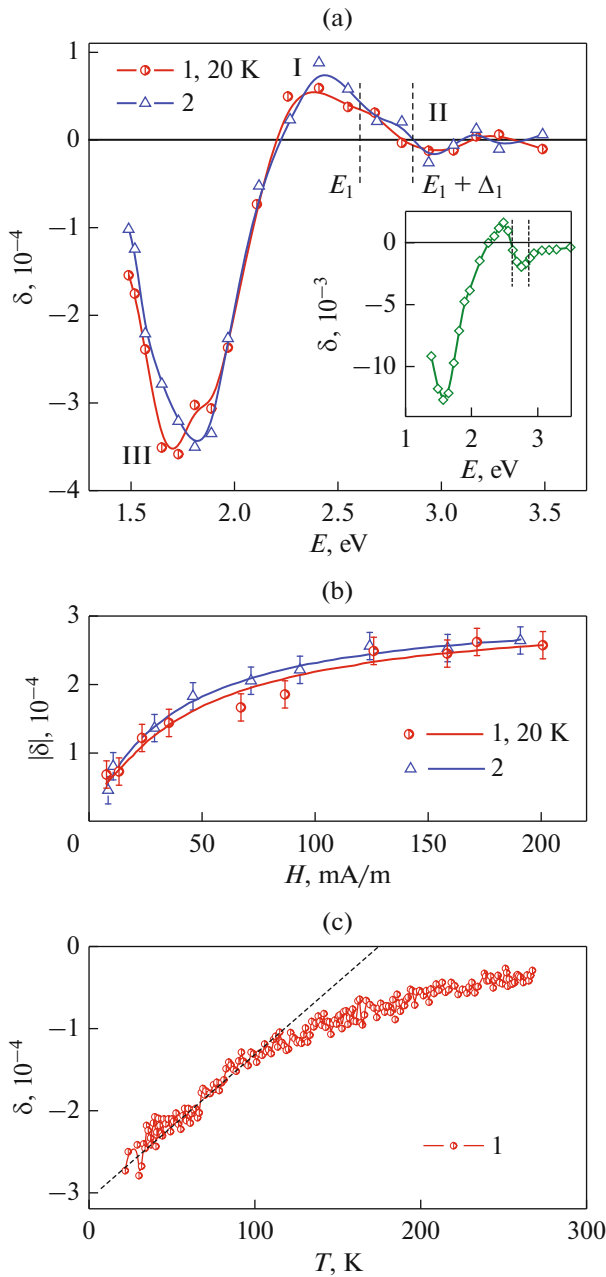 (a)
1
1, 20 K
2
I
II
0
E₁
E₁ + Δ₁
−1
δ, 10⁻⁴
−2
−3
III
−4
0
−5
−10
δ, 10⁻³
1 2 3
E, eV
1.5 2.0 2.5 3.0 3.5
E, eV
(b)
3
2
1
|δ|, 10⁻⁴
1, 20 K
2
0 50 100 150 200
H, mA/m
(c)
0
−1
δ, 10⁻⁴
−2
−3
1
0 100 200 300
T, K